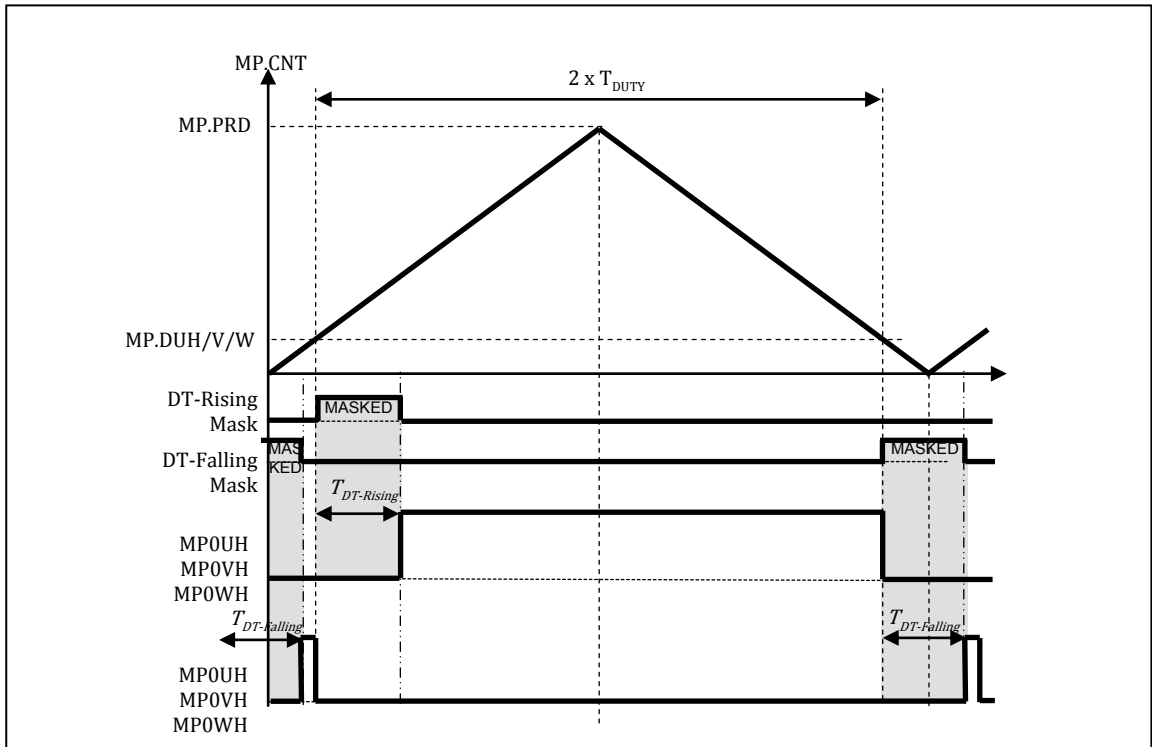 MP.CNT
2 x T_DUTY
MP.PRD
MP.DUH/V/W
DT-Rising
Mask
MASKED
DT-Falling
Mask
MAS
KED
MASKED
T_DT-Rising
MP0UH
MP0VH
MP0WH
T_DT-Falling
T_DT-Falling
MP0UH
MP0VH
MP0WH